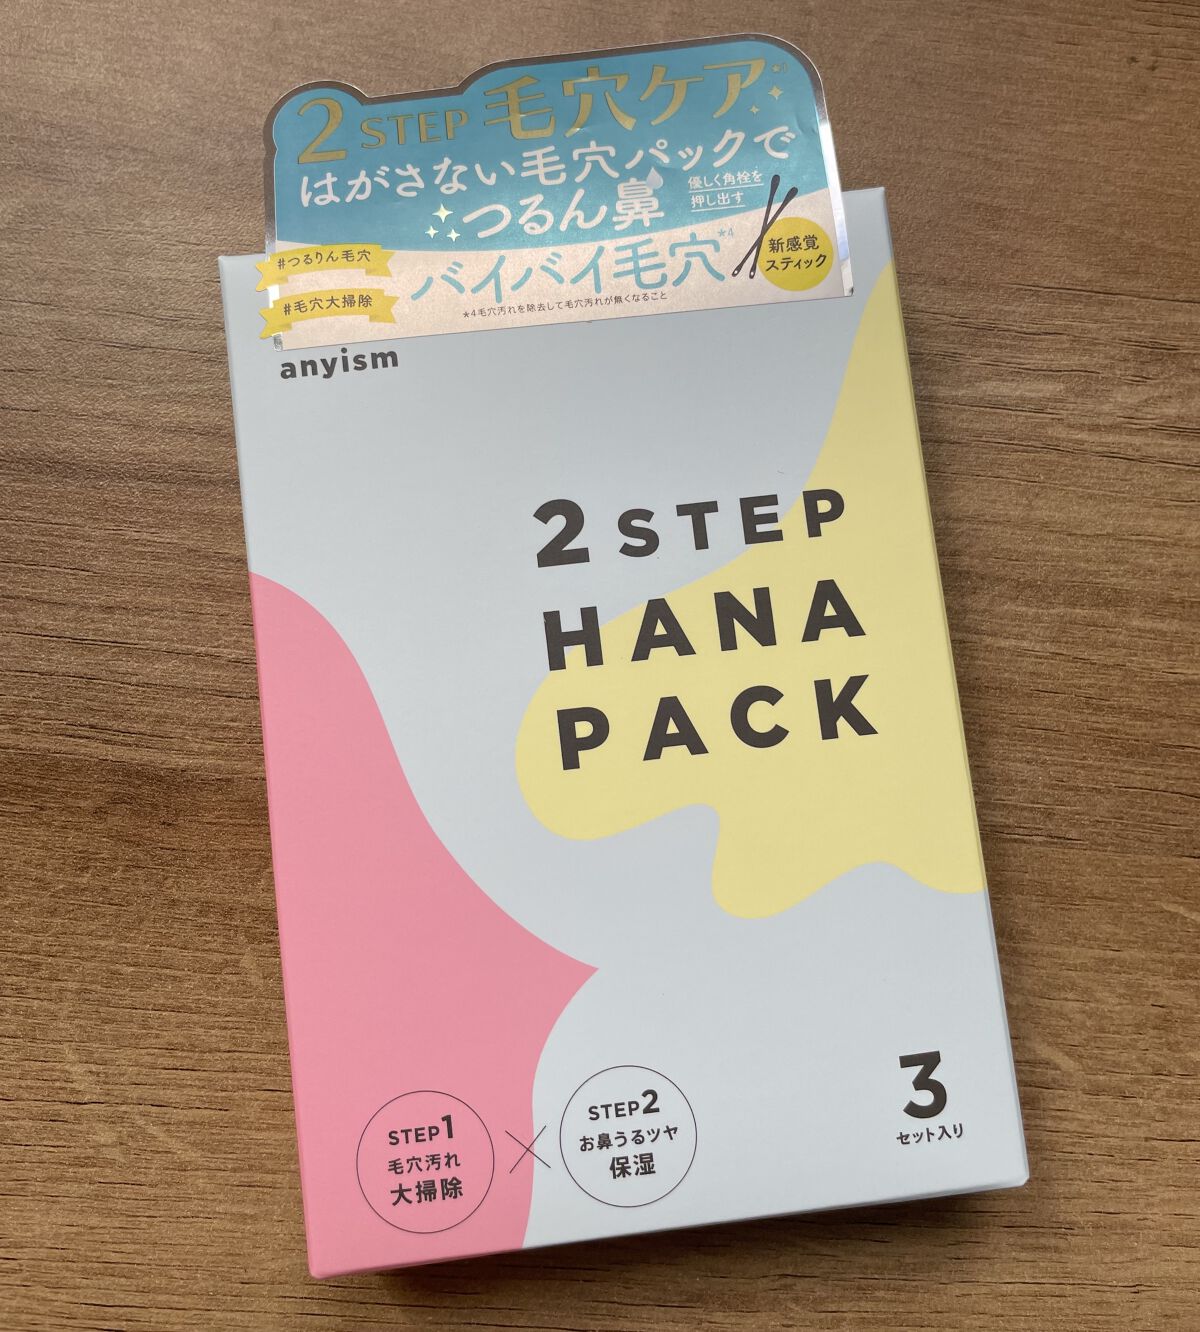 2 STEP 毛穴ケア
はがさない毛穴パックで
つるん鼻
優しく角栓を
押し出す
新感覚
スティック
#つるりん毛穴
バイバイ毛穴*4
#毛穴大掃除
*4毛穴汚れを除去して毛穴汚れが無くなること
anyism
2 STEP
HANA
PACK
STEP1
毛穴汚れ
大掃除
STEP2
お鼻うるツヤ
保湿
3
セット入り